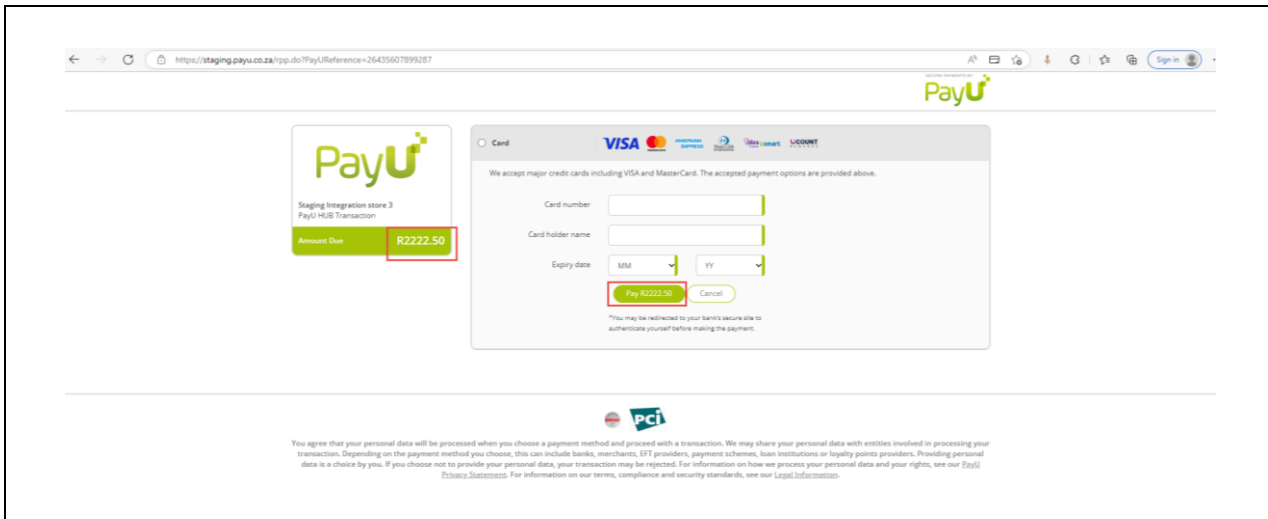 https://staging.payu.co.za/rpp.do?PayUReference=26435607899287
Sign in
SECURE PAYMENTS BY
PayU
PayU
Staging Integration store 3
PayU HUB Transaction
Amount Due R2222.50
Card VISA AMERICAN EXPRESS UCOUNT
We accept major credit cards including VISA and MasterCard. The accepted payment options are provided above.
Card number
Card holder name
Expiry date MM YY
Pay R2222.50 Cancel
*You may be redirected to your bank's secure site to
authenticate yourself before making the payment.
PCI
You agree that your personal data will be processed when you choose a payment method and proceed with a transaction. We may share your personal data with entities involved in processing your
transaction. Depending on the payment method you choose, this can include banks, merchants, EFT providers, payment schemes, loan institutions or loyalty points providers. Providing personal
data is a choice by you. If you choose not to provide your personal data, your transaction may be rejected. For information on how we process your personal data and your rights, see our PayU
Privacy Statement. For information on our terms, compliance and security standards, see our Legal Information.